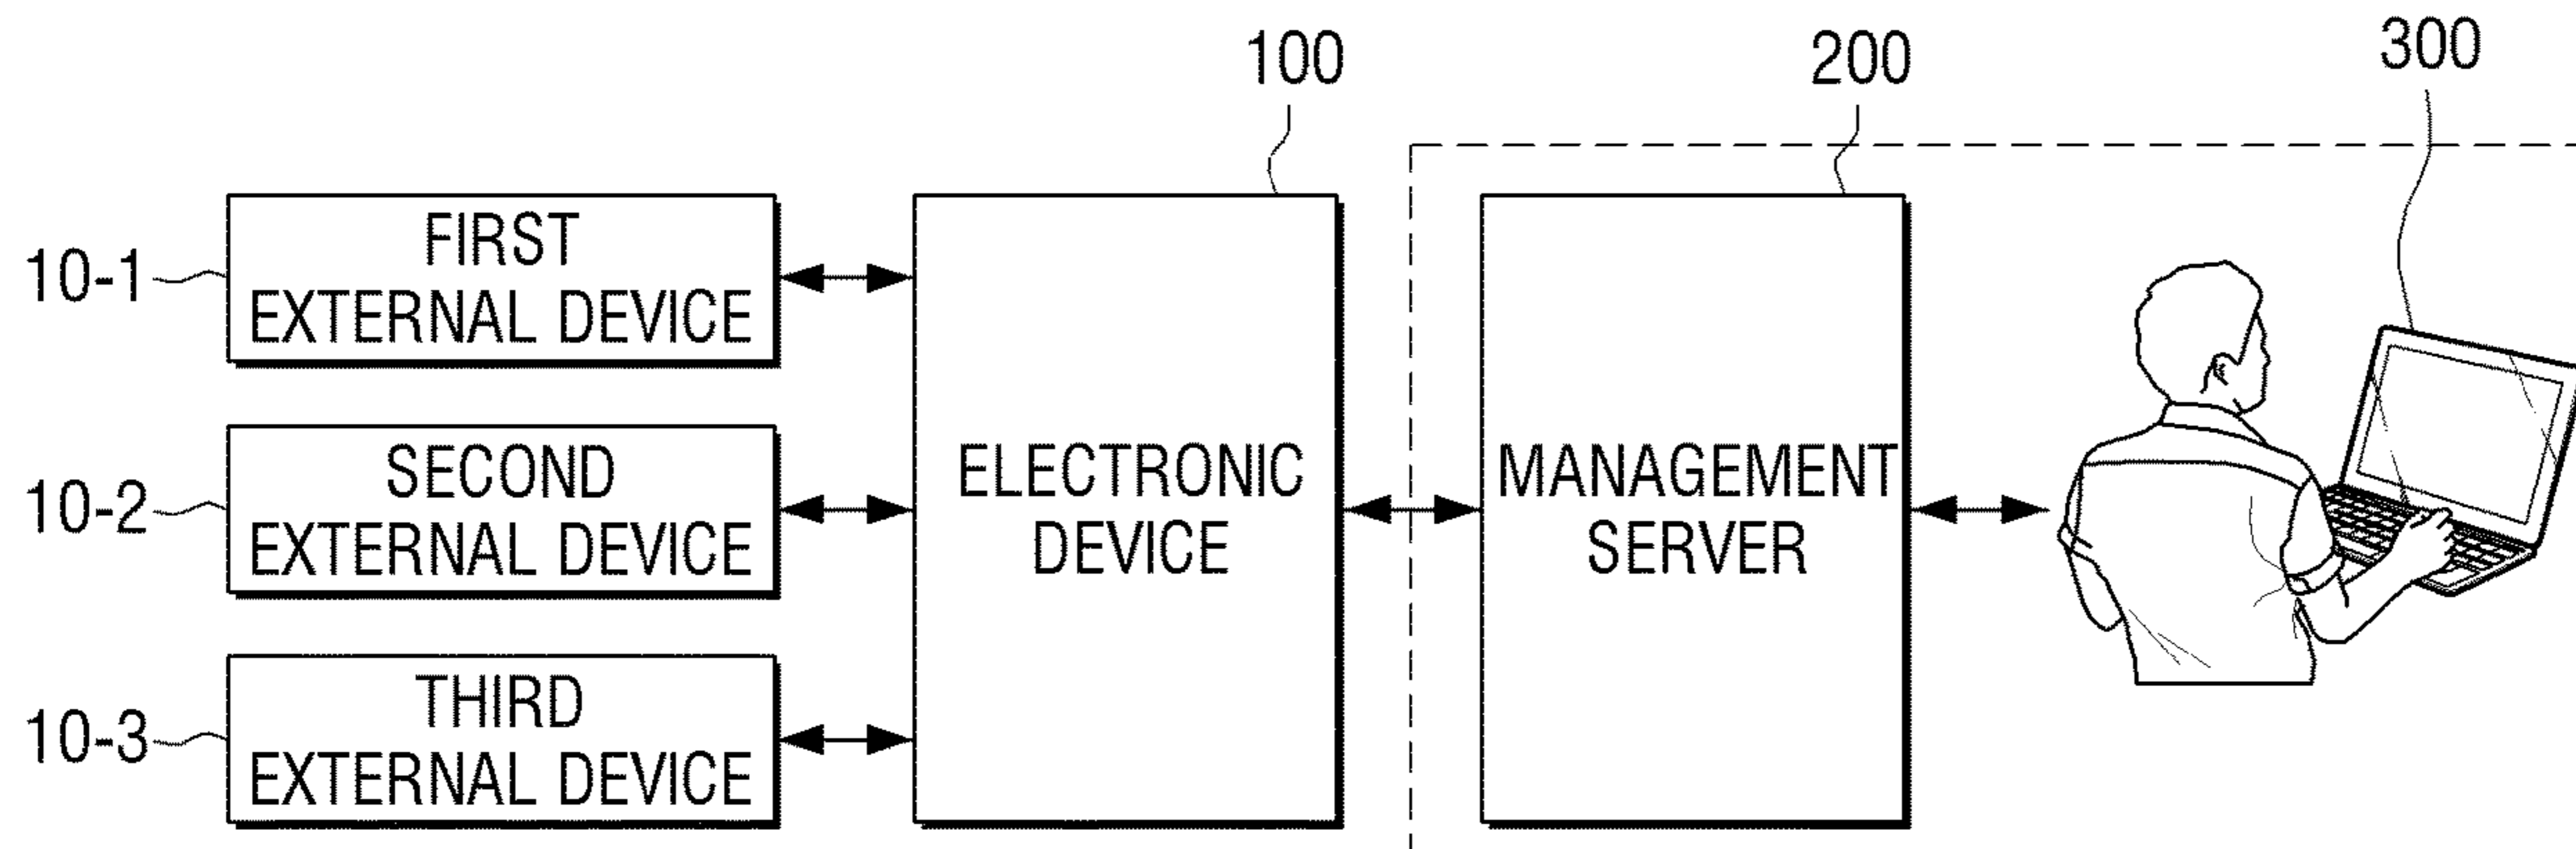 100
200
300
10-1
FIRST
EXTERNAL DEVICE
10-2
SECOND
EXTERNAL DEVICE
10-3
THIRD
EXTERNAL DEVICE
ELECTRONIC
DEVICE
MANAGEMENT
SERVER